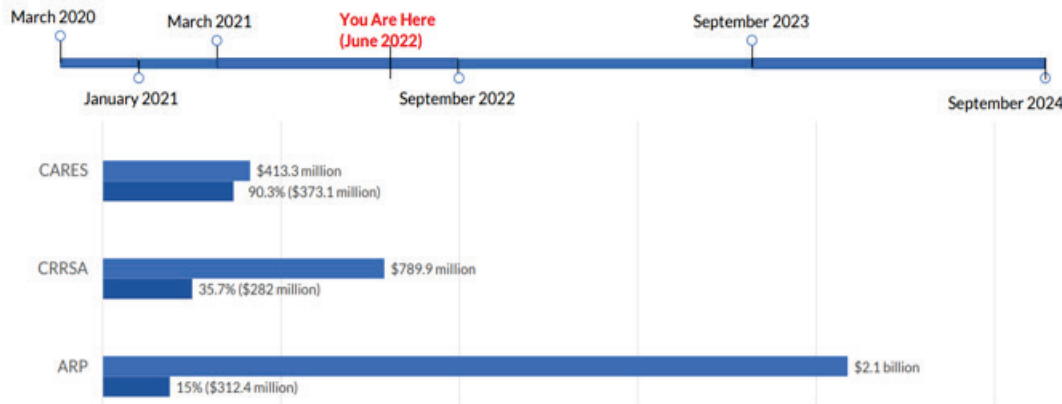 March 2020
March 2021
You Are Here
(June 2022)
September 2023
January 2021
September 2022
September 2024
CARES
$413.3 million
90.3% ($373.1 million)
CRRSA
$789.9 million
35.7% ($282 million)
ARP
$2.1 billion
15% ($312.4 million)